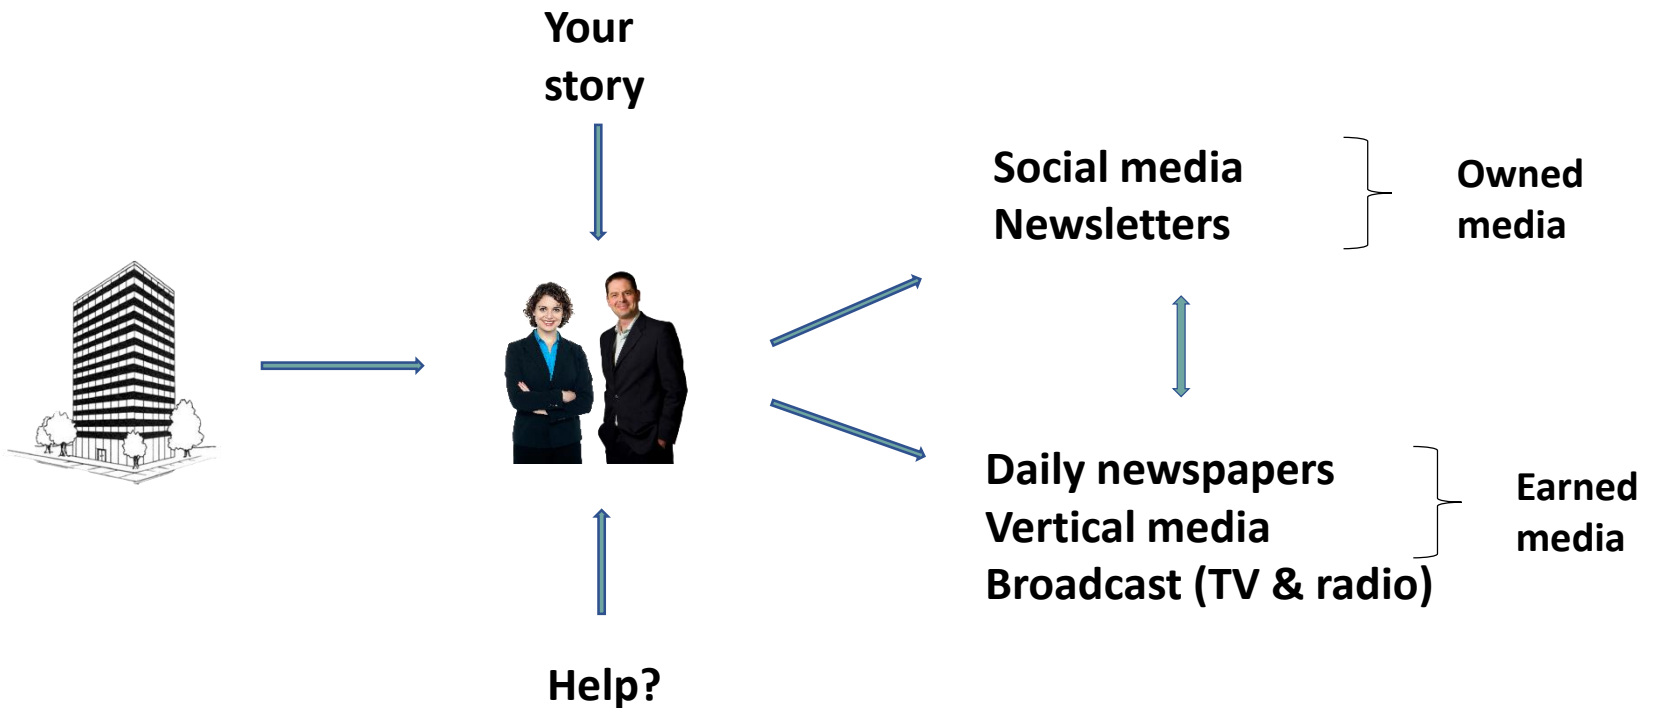 Your
story
Social media
Newsletters
Owned
media
Daily newspapers
Vertical media
Broadcast (TV & radio)
Earned
media
Help?